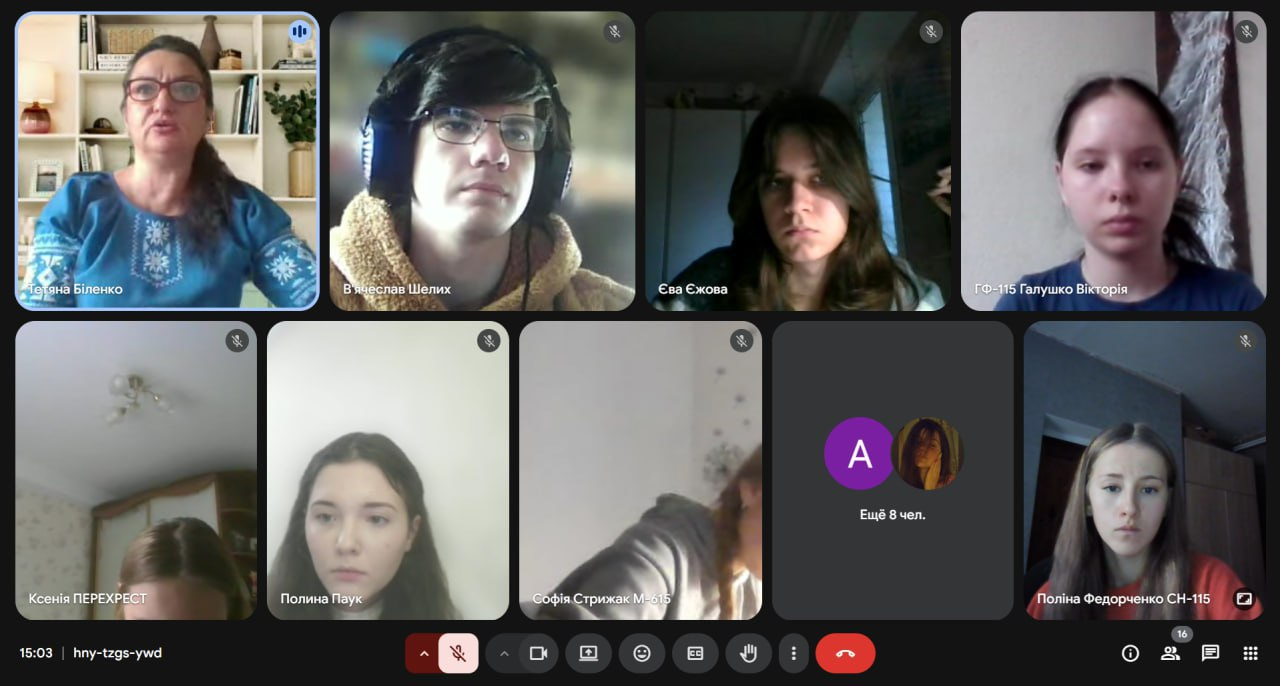 Тетяна Біленко
В'ячеслав Шелих
Єва Єжова
ГФ-115 Галушко Вікторія
Ксенія ПЕРЕХРЕСТ
Полина Паук
Софія Стрижак М-615
А
Ещё 8 чел.
Поліна Федорченко СН-115
15:03 | hny-tzgs-ywd
16